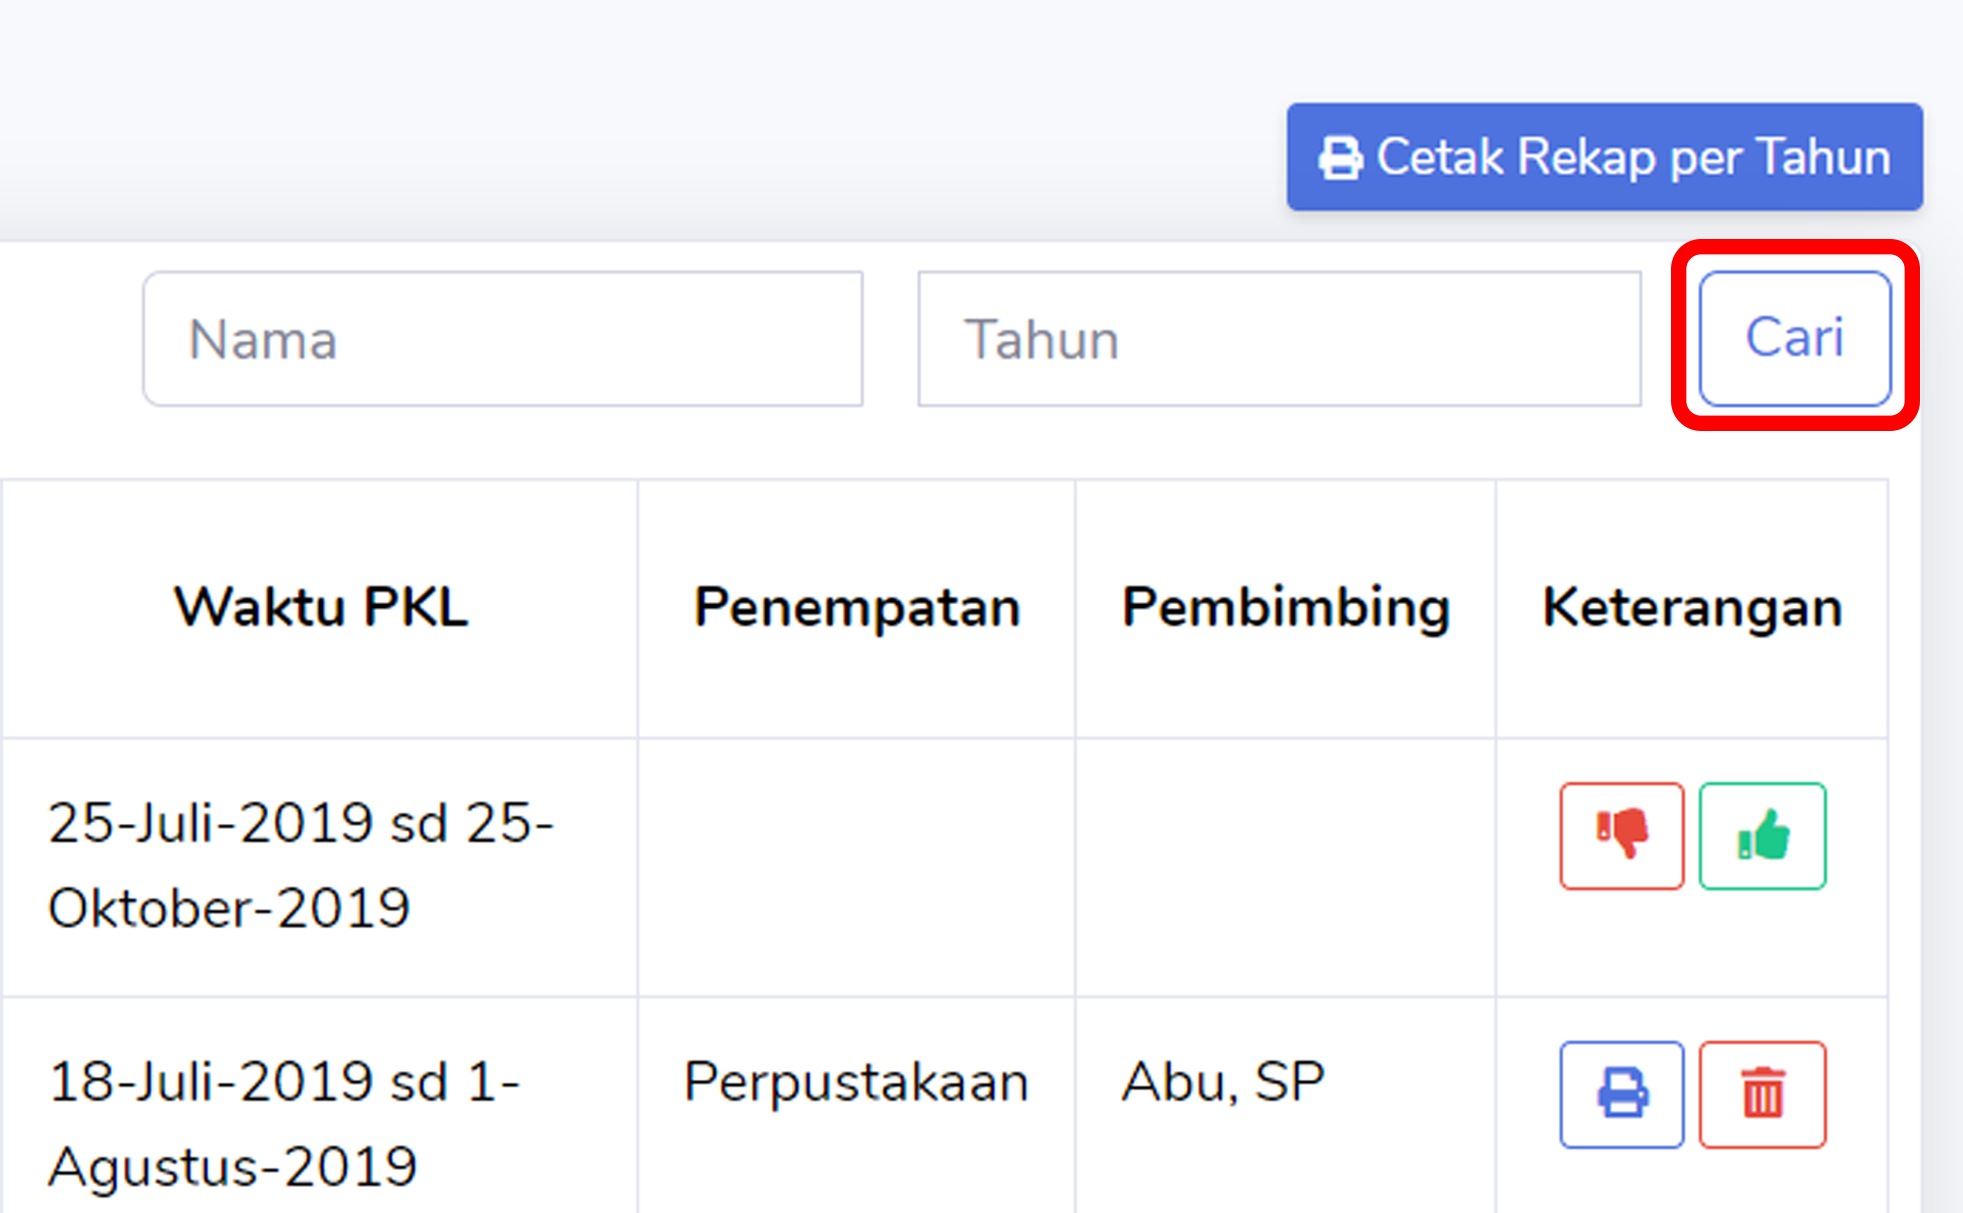 Cetak Rekap per Tahun
Nama Tahun Cari
Waktu PKL Penempatan Pembimbing Keterangan
25-Juli-2019 sd 25-
Oktober-2019
18-Juli-2019 sd 1- Perpustakaan Abu, SP
Agustus-2019